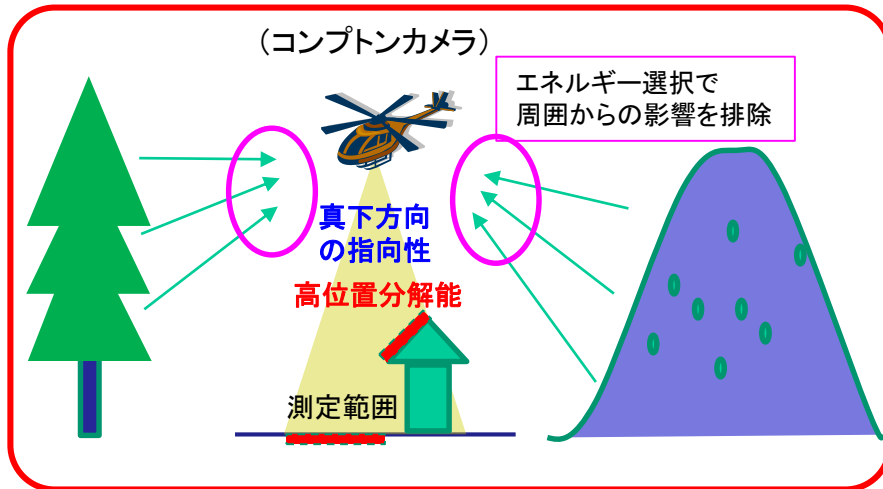 （コンプトンカメラ）
エネルギー選択で
周囲からの影響を排除
真下方向
の指向性
高位置分解能
測定範囲